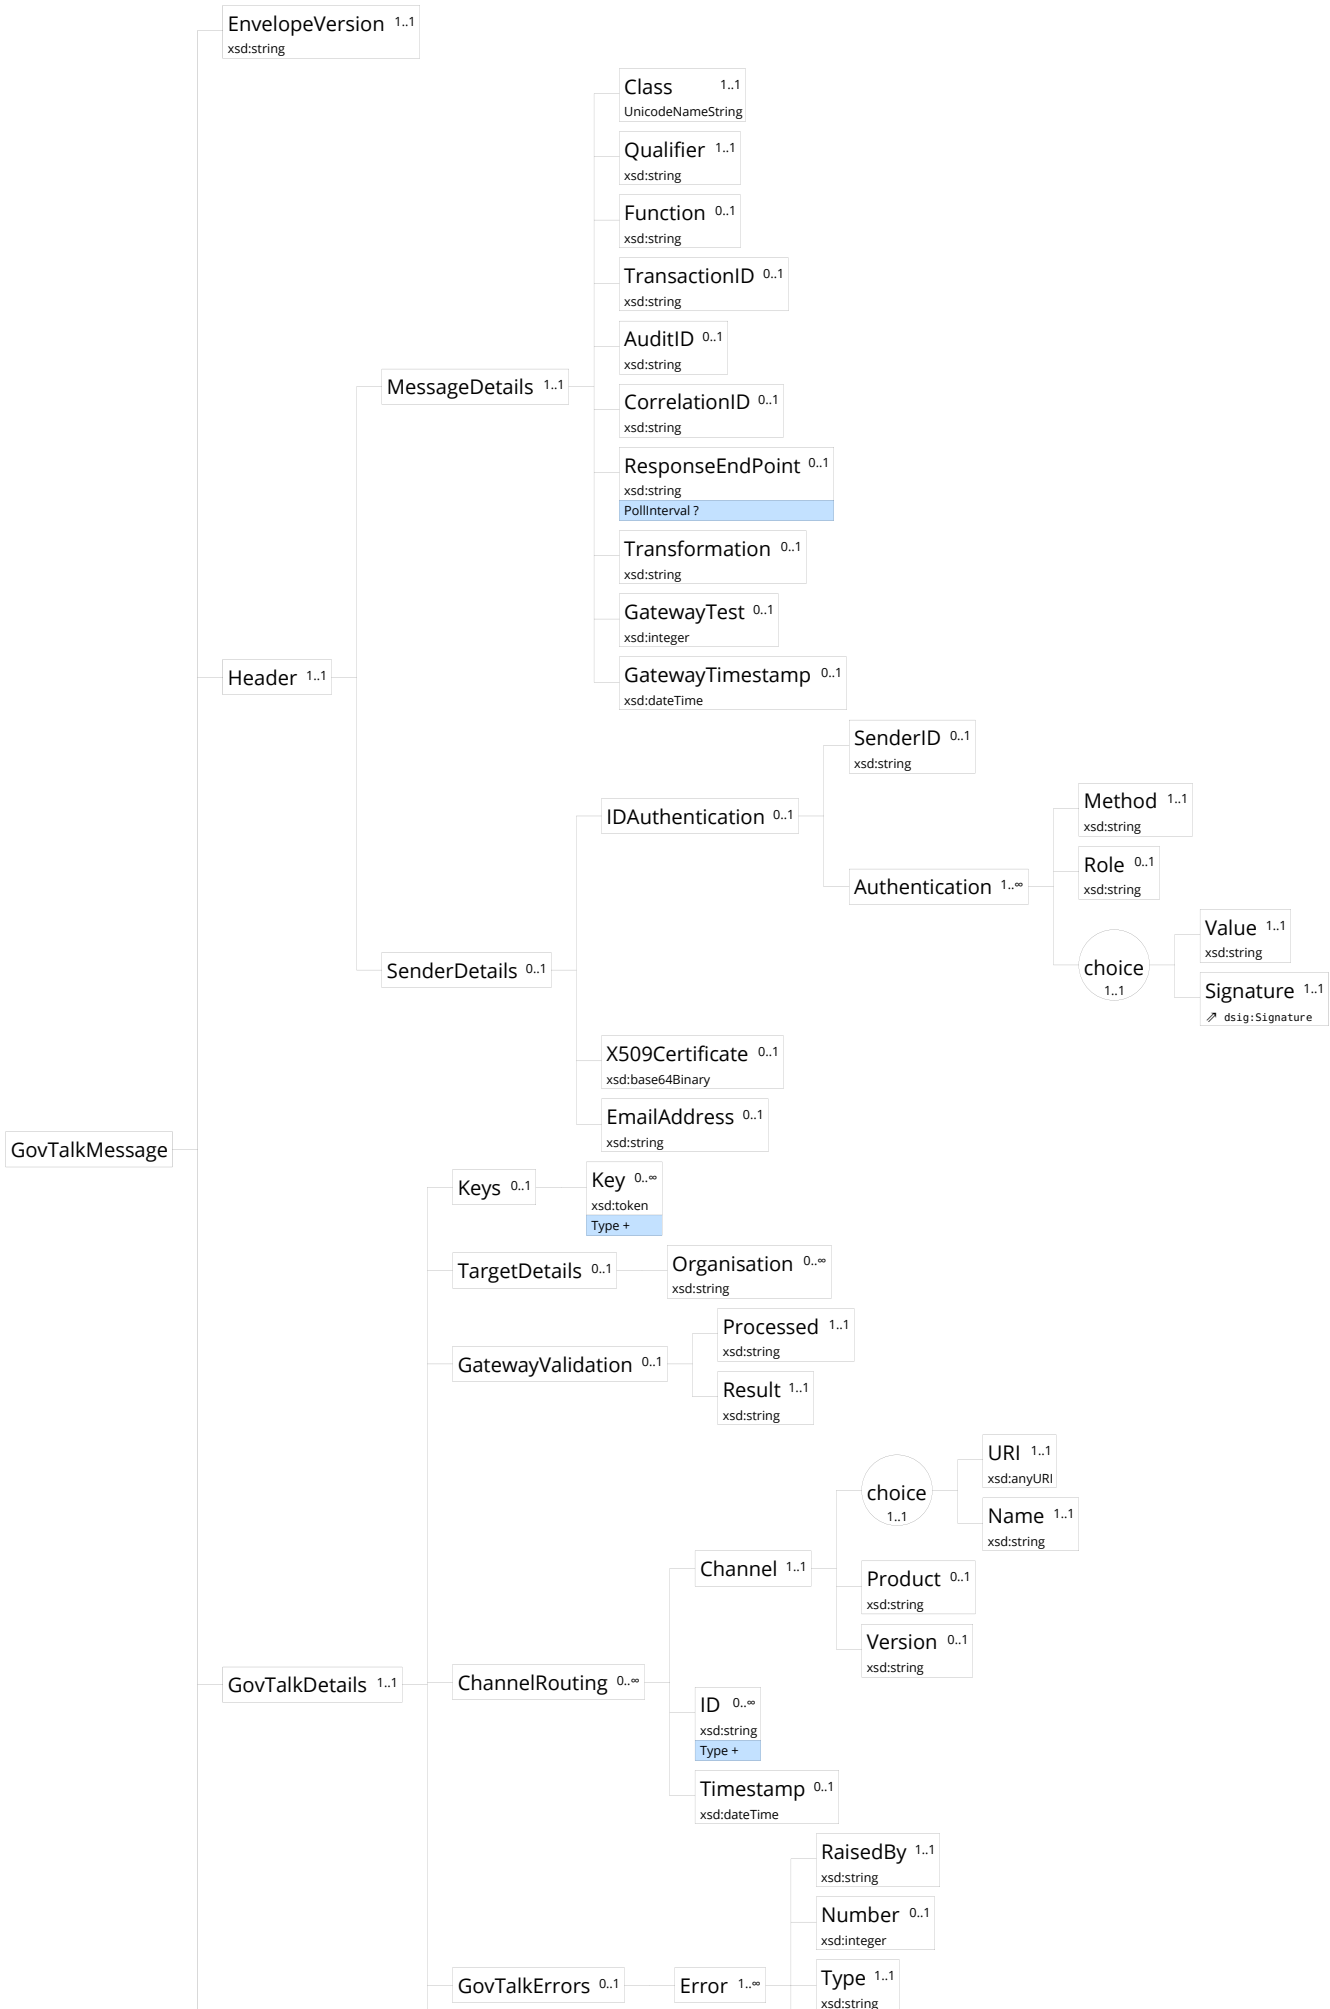 EnvelopeVersion 1..1
xsd:string
Class 1..1
UnicodeNameString
Qualifier 1..1
xsd:string
Function 0..1
xsd:string
TransactionID 0..1
xsd:string
AuditID 0..1
xsd:string
MessageDetails 1..1
CorrelationID 0..1
xsd:string
ResponseEndPoint 0..1
xsd:string
PollInterval ?
Transformation 0..1
xsd:string
GatewayTest 0..1
xsd:integer
Header 1..1
GatewayTimestamp 0..1
xsd:dateTime
SenderID 0..1
xsd:string
IDAuthentication 0..1
Method 1..1
xsd:string
Role 0..1
xsd:string
Authentication 1..∞
Value 1..1
xsd:string
SenderDetails 0..1
choice
1..1
Signature 1..1
⇗ dsig:Signature
X509Certificate 0..1
xsd:base64Binary
EmailAddress 0..1
xsd:string
GovTalkMessage
Keys 0..1
Key 0..∞
xsd:token
Type +
TargetDetails 0..1
Organisation 0..∞
xsd:string
Processed 1..1
xsd:string
GatewayValidation 0..1
Result 1..1
xsd:string
URI 1..1
xsd:anyURI
choice
1..1
Name 1..1
xsd:string
Channel 1..1
Product 0..1
xsd:string
Version 0..1
xsd:string
GovTalkDetails 1..1
ChannelRouting 0..∞
ID 0..∞
xsd:string
Type +
Timestamp 0..1
xsd:dateTime
RaisedBy 1..1
xsd:string
Number 0..1
xsd:integer
GovTalkErrors 0..1
Error 1..∞
Type 1..1
xsd:string